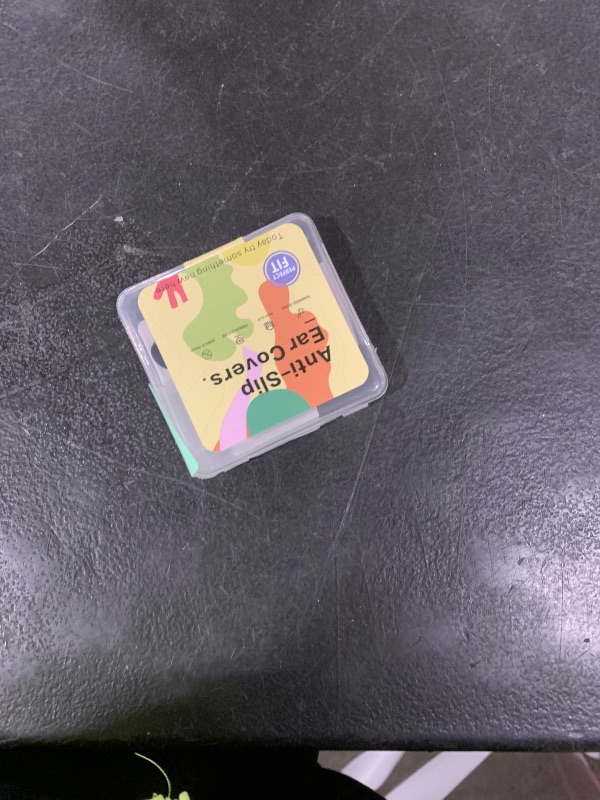 Anti-Slip
Ear Covers.
PERFECT
FIT
Today try something new here.